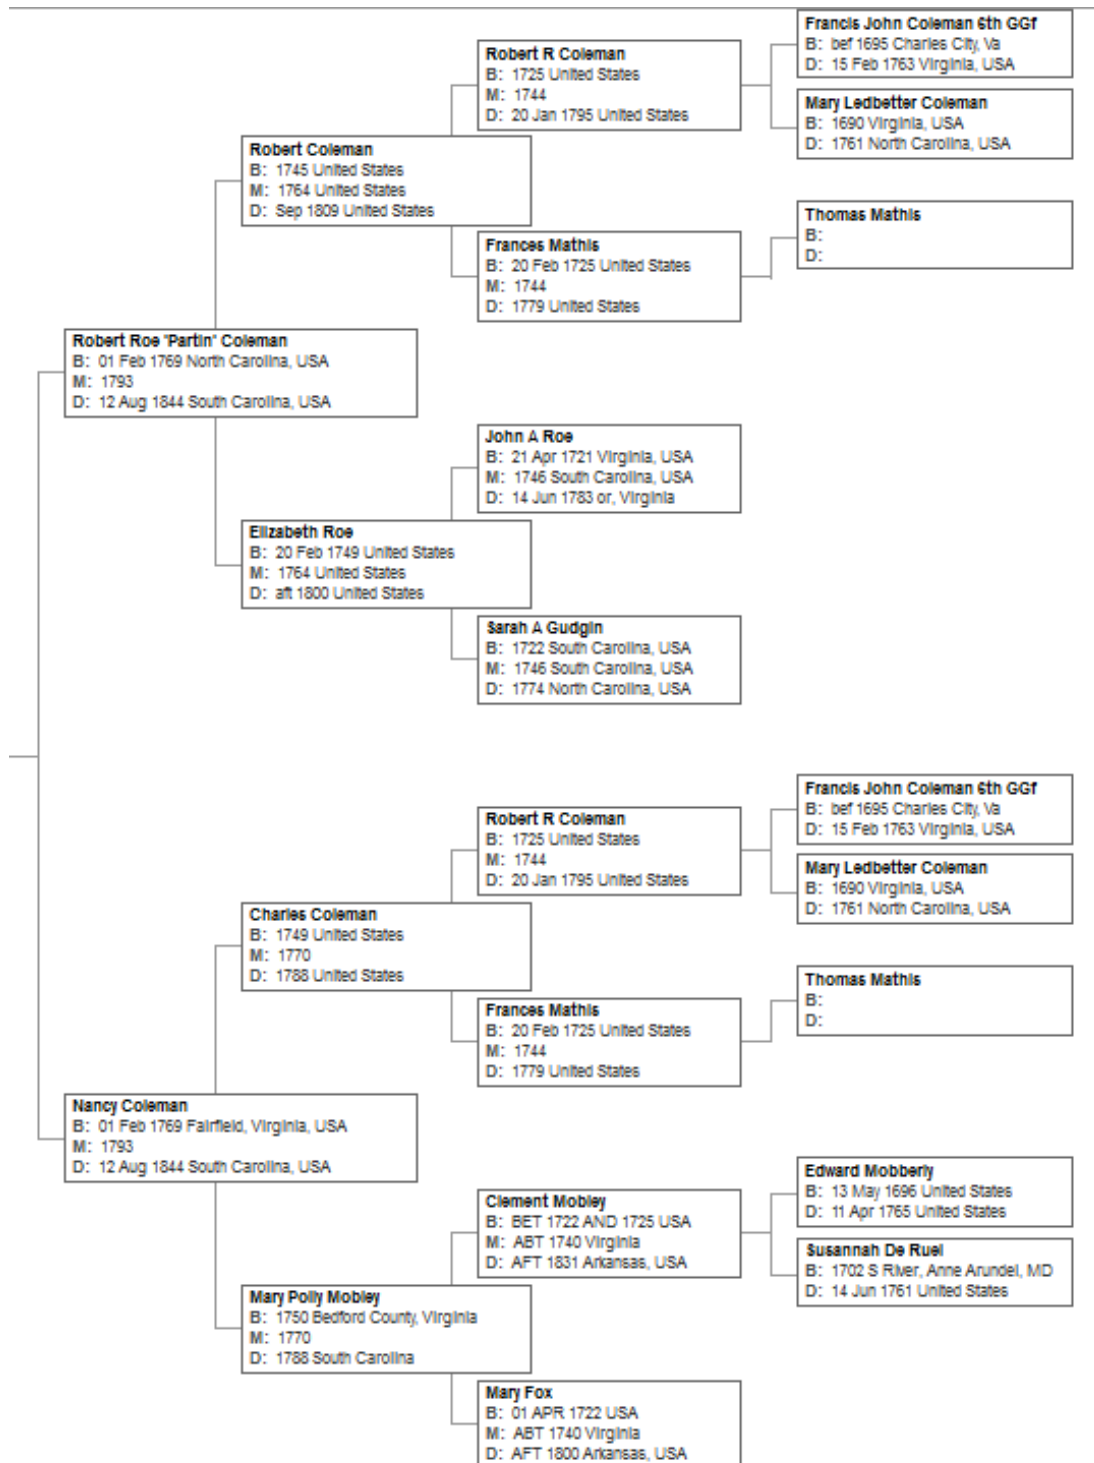 Francis John Coleman 6th GGf
B: bef 1695 Charles City, Va
D: 15 Feb 1763 Virginia, USA
Robert R Coleman
B: 1725 United States
M: 1744
D: 20 Jan 1795 United States
Mary Ledbetter Coleman
B: 1690 Virginia, USA
D: 1761 North Carolina, USA
Robert Coleman
B: 1745 United States
M: 1764 United States
D: Sep 1809 United States
Thomas Mathis
B:
D:
Frances Mathis
B: 20 Feb 1725 United States
M: 1744
D: 1779 United States
Robert Roe "Partin" Coleman
B: 01 Feb 1769 North Carolina, USA
M: 1793
D: 12 Aug 1844 South Carolina, USA
John A Roe
B: 21 Apr 1721 Virginia, USA
M: 1746 South Carolina, USA
D: 14 Jun 1783 or, Virginia
Elizabeth Roe
B: 20 Feb 1749 United States
M: 1764 United States
D: aft 1800 United States
Sarah A Gudgin
B: 1722 South Carolina, USA
M: 1746 South Carolina, USA
D: 1774 North Carolina, USA
Francis John Coleman 6th GGf
B: bef 1695 Charles City, Va
D: 15 Feb 1763 Virginia, USA
Robert R Coleman
B: 1725 United States
M: 1744
D: 20 Jan 1795 United States
Mary Ledbetter Coleman
B: 1690 Virginia, USA
D: 1761 North Carolina, USA
Charles Coleman
B: 1749 United States
M: 1770
D: 1788 United States
Thomas Mathis
B:
D:
Frances Mathis
B: 20 Feb 1725 United States
M: 1744
D: 1779 United States
Nancy Coleman
B: 01 Feb 1769 Fairfield, Virginia, USA
M: 1793
D: 12 Aug 1844 South Carolina, USA
Edward Mobberly
B: 13 May 1696 United States
D: 11 Apr 1765 United States
Clement Mobley
B: BET 1722 AND 1725 USA
M: ABT 1740 Virginia
D: AFT 1831 Arkansas, USA
Susannah De Ruel
B: 1702 S River, Anne Arundel, MD
D: 14 Jun 1761 United States
Mary Polly Mobley
B: 1750 Bedford County, Virginia
M: 1770
D: 1788 South Carolina
Mary Fox
B: 01 APR 1722 USA
M: ABT 1740 Virginia
D: AFT 1800 Arkansas, USA